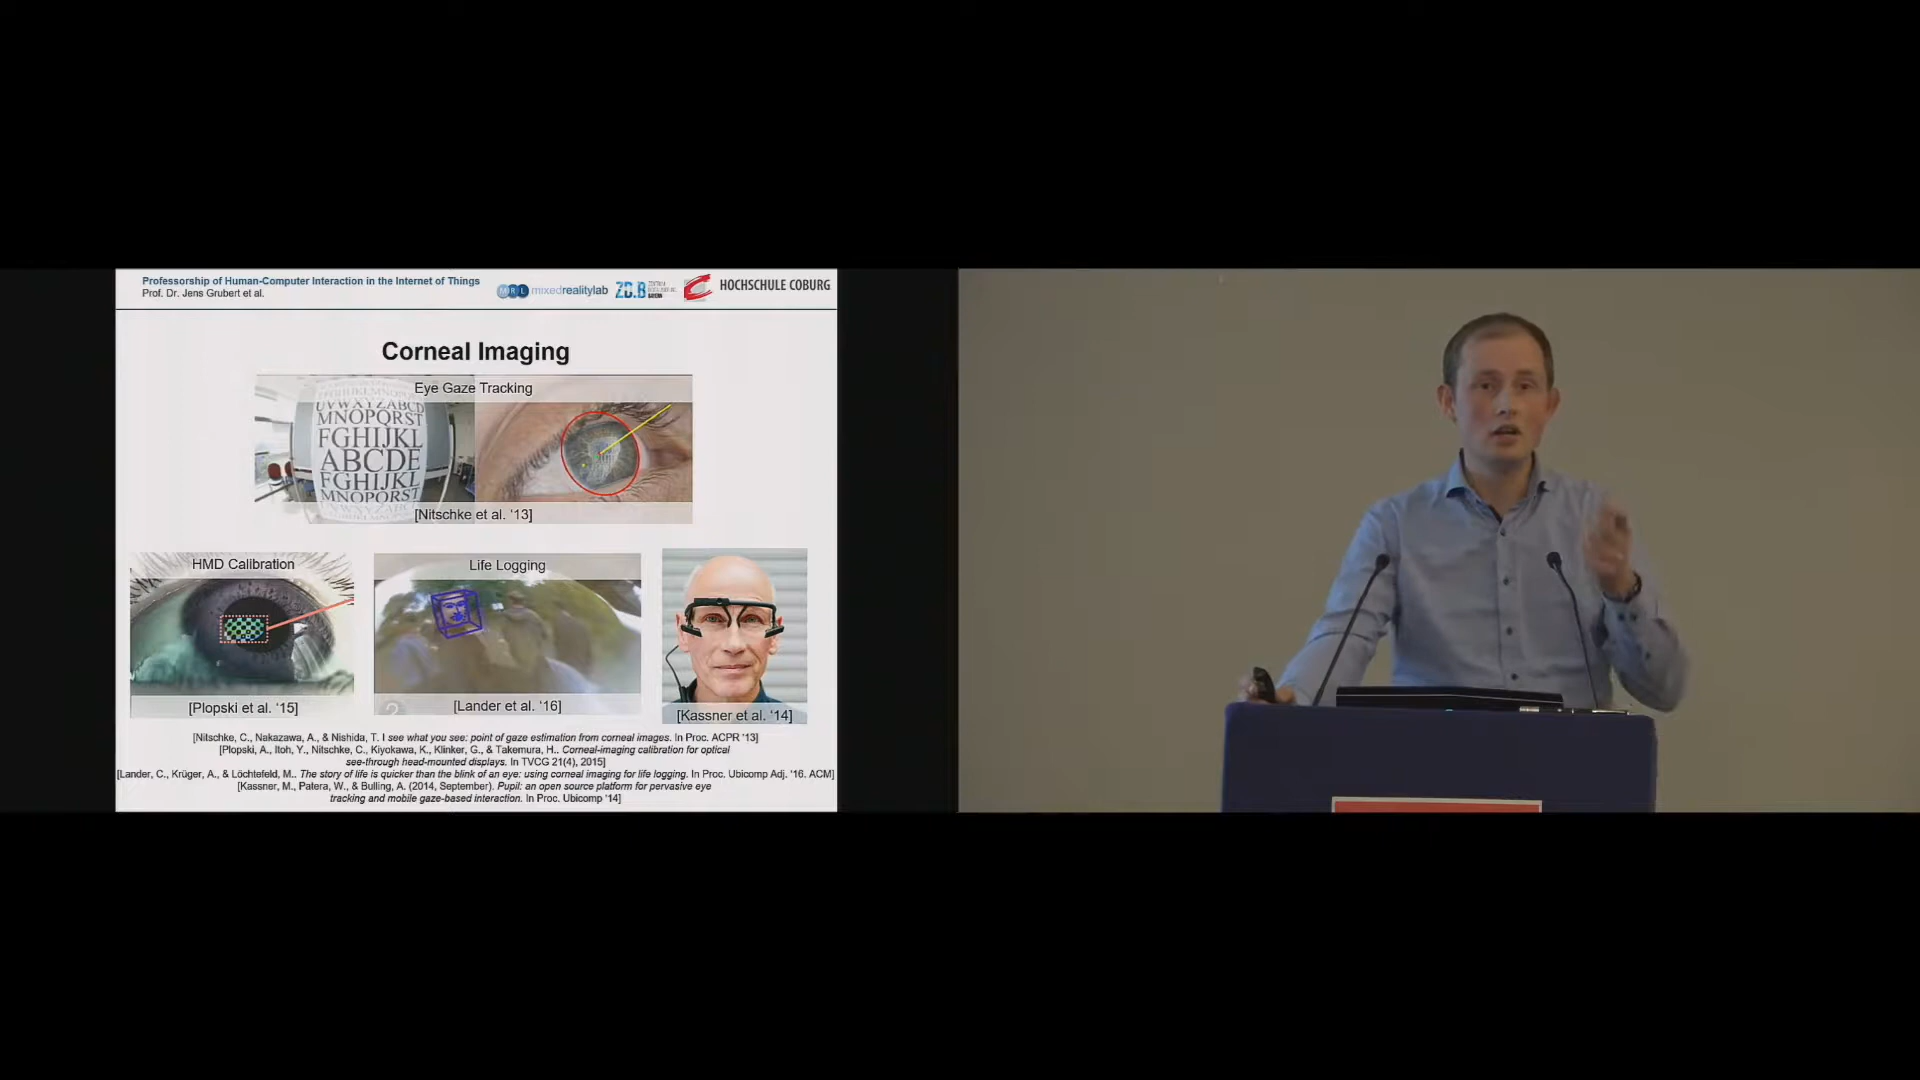 Professorship of Human-Computer Interaction in the Internet of Things
Prof. Dr. Jens Grubert et al.
MRL mixedrealitylab
ZD.B
HOCHSCHULE COBURG
Corneal Imaging
Eye Gaze Tracking
UVWXYZABCD
MNOPQRST
FGHIJKL
ABCDE
FGHIJKL
MNOPQRST
[Nitschke et al. ‘13]
HMD Calibration
Life Logging
[Plopski et al. ‘15]
[Lander et al. ‘16]
[Kassner et al. ‘14]
[Nitschke, C., Nakazawa, A., & Nishida, T. I see what you see: point of gaze estimation from corneal images. In Proc. ACPR ‘13]
[Plopski, A., Itoh, Y., Nitschke, C., Kiyokawa, K., Klinker, G., & Takemura, H.. Corneal-imaging calibration for optical
see-through head-mounted displays. In TVCG 21(4), 2015]
[Lander, C., Krüger, A., & Löchtefeld, M.. The story of life is quicker than the blink of an eye: using corneal imaging for life logging. In Proc. Ubicomp Adj. ‘16. ACM]
[Kassner, M., Patera, W., & Bulling, A. (2014, September). Pupil: an open source platform for pervasive eye
tracking and mobile gaze-based interaction. In Proc. Ubicomp ‘14]